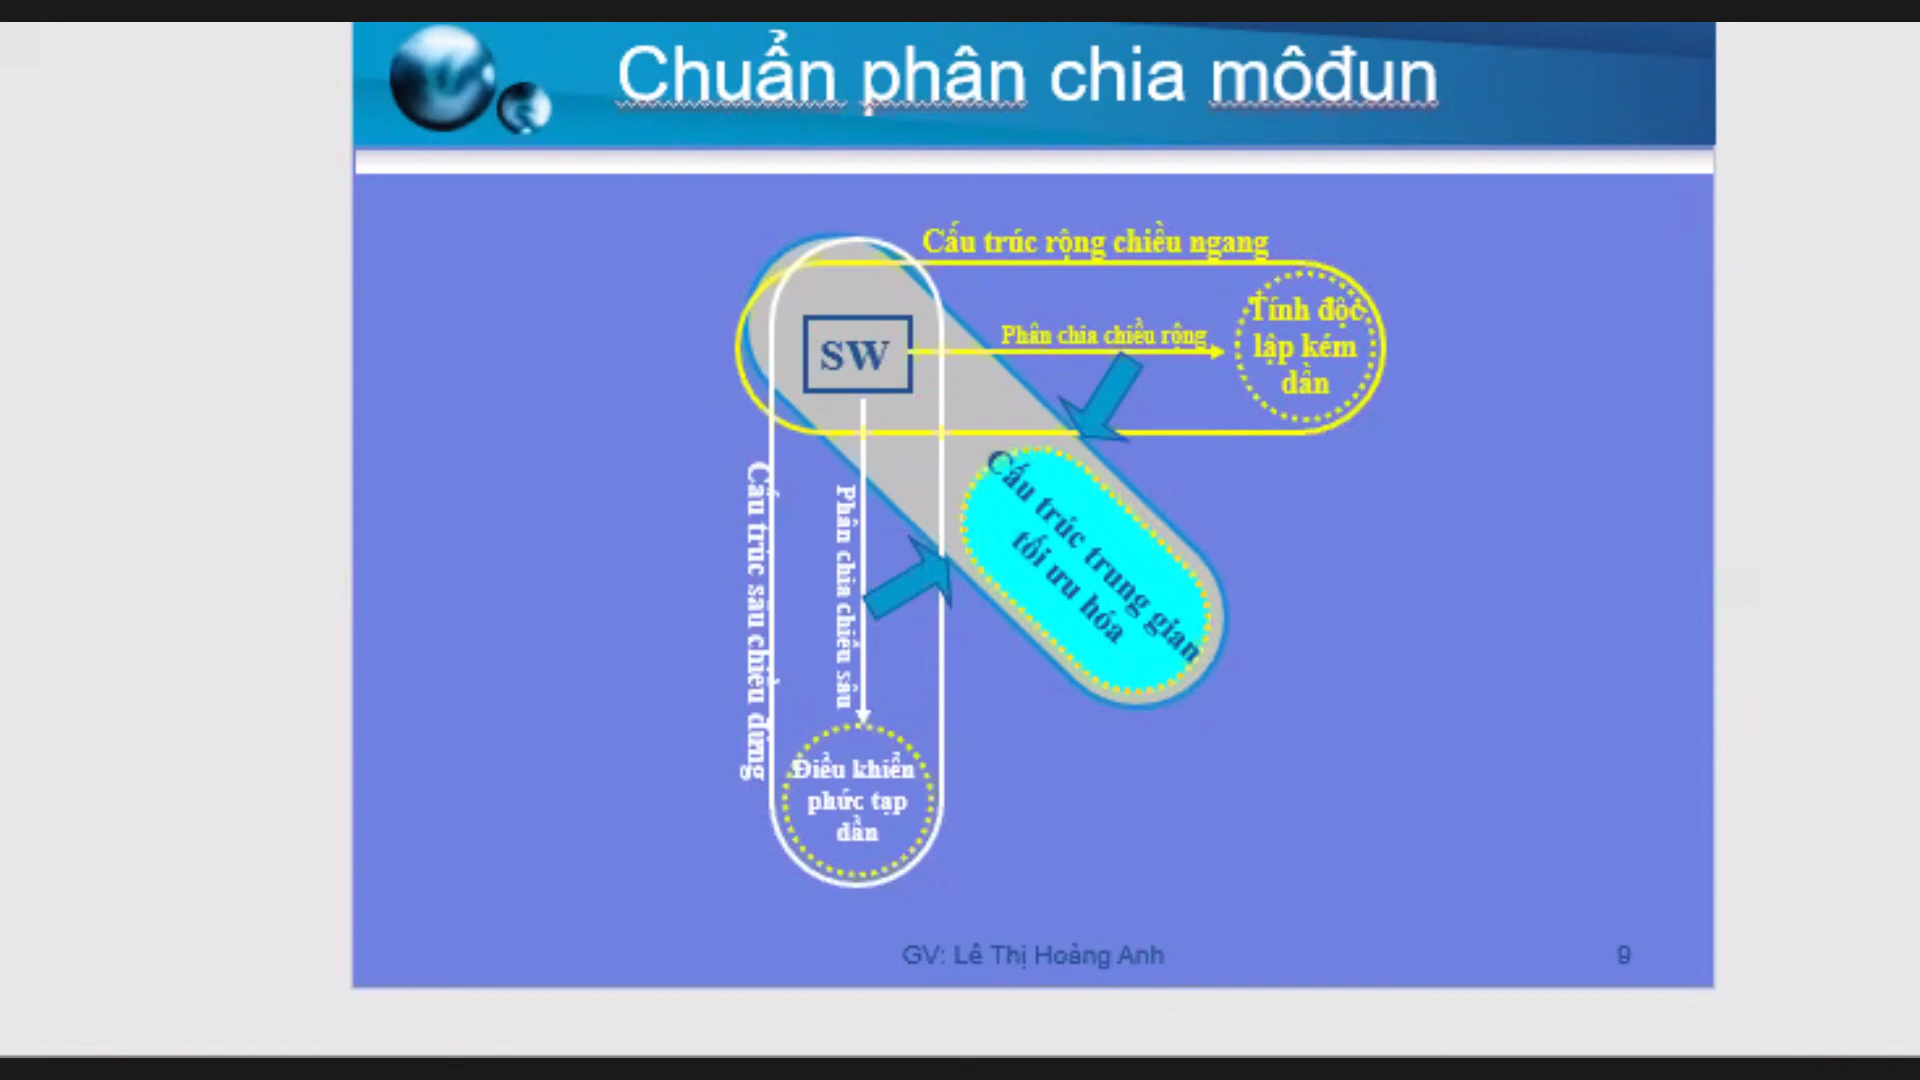 Chuẩn phân chia môđun
Cấu trúc rộng chiều ngang
SW
Phân chia chiều rộng
Tính độc
lập kém
dần
Cấu trúc sâu chiều đứng
Phân chia chiều sâu
Cấu trúc trung gian
tối ưu hóa
Điều khiển
phức tạp
dần
GV: Lê Thị Hoàng Anh
9